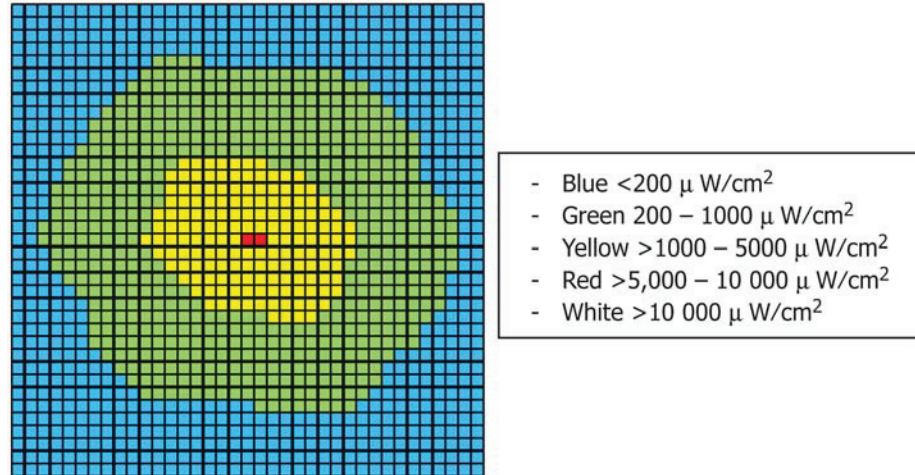 - Blue <200 μ W/cm²
- Green 200 – 1000 μ W/cm²
- Yellow >1000 – 5000 μ W/cm²
- Red >5,000 – 10 000 μ W/cm²
- White >10 000 μ W/cm²